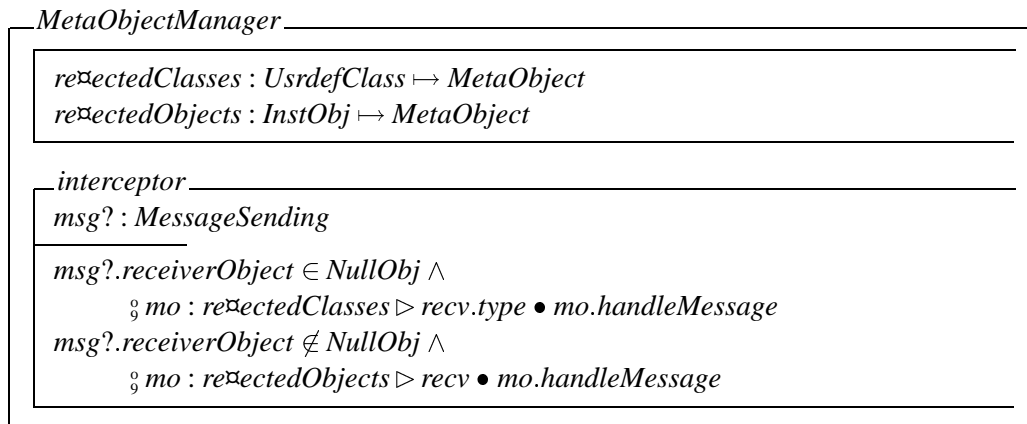 MetaObjectManager
re¤ectedClasses : UsrdefClass ↦ MetaObject
re¤ectedObjects : InstObj ↦ MetaObject
interceptor
msg? : MessageSending
msg?.receiverObject ∈ NullObj ∧
⨟ mo : re¤ectedClasses ▷ recv.type • mo.handleMessage
msg?.receiverObject ∉ NullObj ∧
⨟ mo : re¤ectedObjects ▷ recv • mo.handleMessage